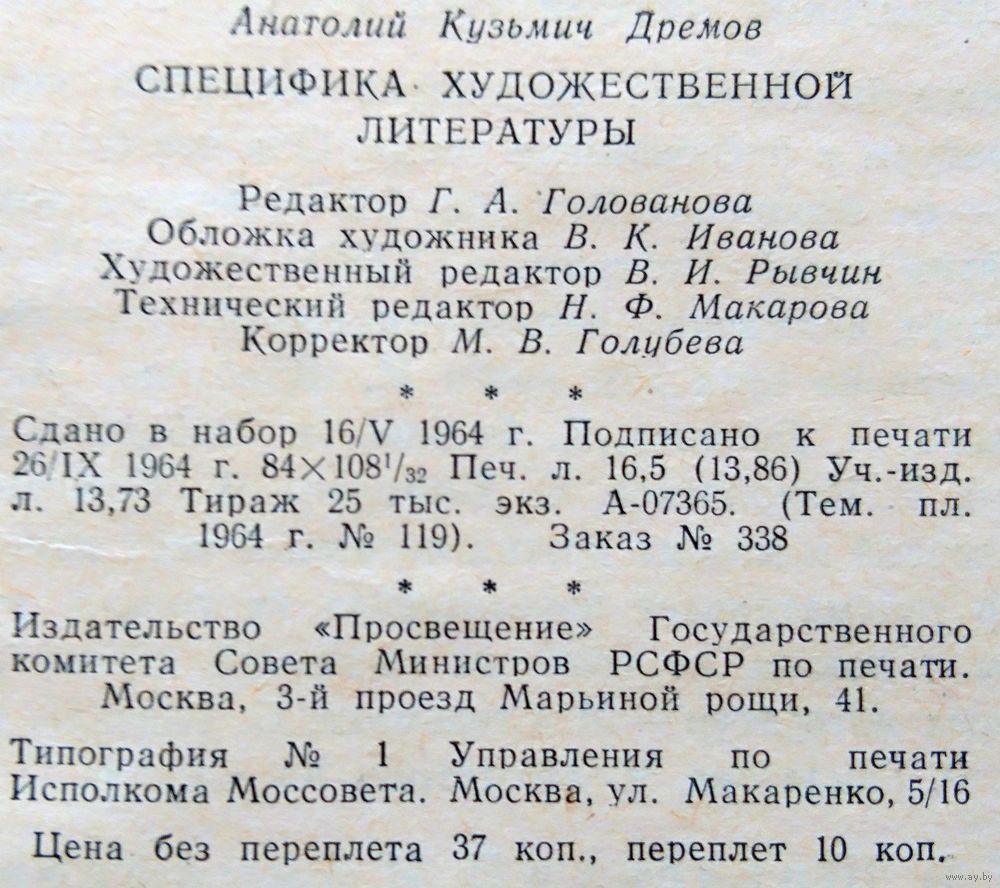 Анатолий Кузьмич Дремов
СПЕЦИФИКА ХУДОЖЕСТВЕННОЙ
ЛИТЕРАТУРЫ
Редактор Г. А. Голованова
Обложка художника В. К. Иванова
Художественный редактор В. И. Рывчин
Технический редактор Н. Ф. Макарова
Корректор М. В. Голубева
* * *
Сдано в набор 16/V 1964 г. Подписано к печати
26/IX 1964 г. 84×108¹/₃₂ Печ. л. 16,5 (13,86) Уч.-изд.
л. 13,73 Тираж 25 тыс. экз. А-07365. (Тем. пл.
1964 г. № 119). Заказ № 338
* * *
Издательство «Просвещение» Государственного
комитета Совета Министров РСФСР по печати.
Москва, 3-й проезд Марьиной рощи, 41.
Типография № 1 Управления по печати
Исполкома Моссовета. Москва, ул. Макаренко, 5/16
Цена без переплета 37 коп., переплет 10 коп.
www.ay.by